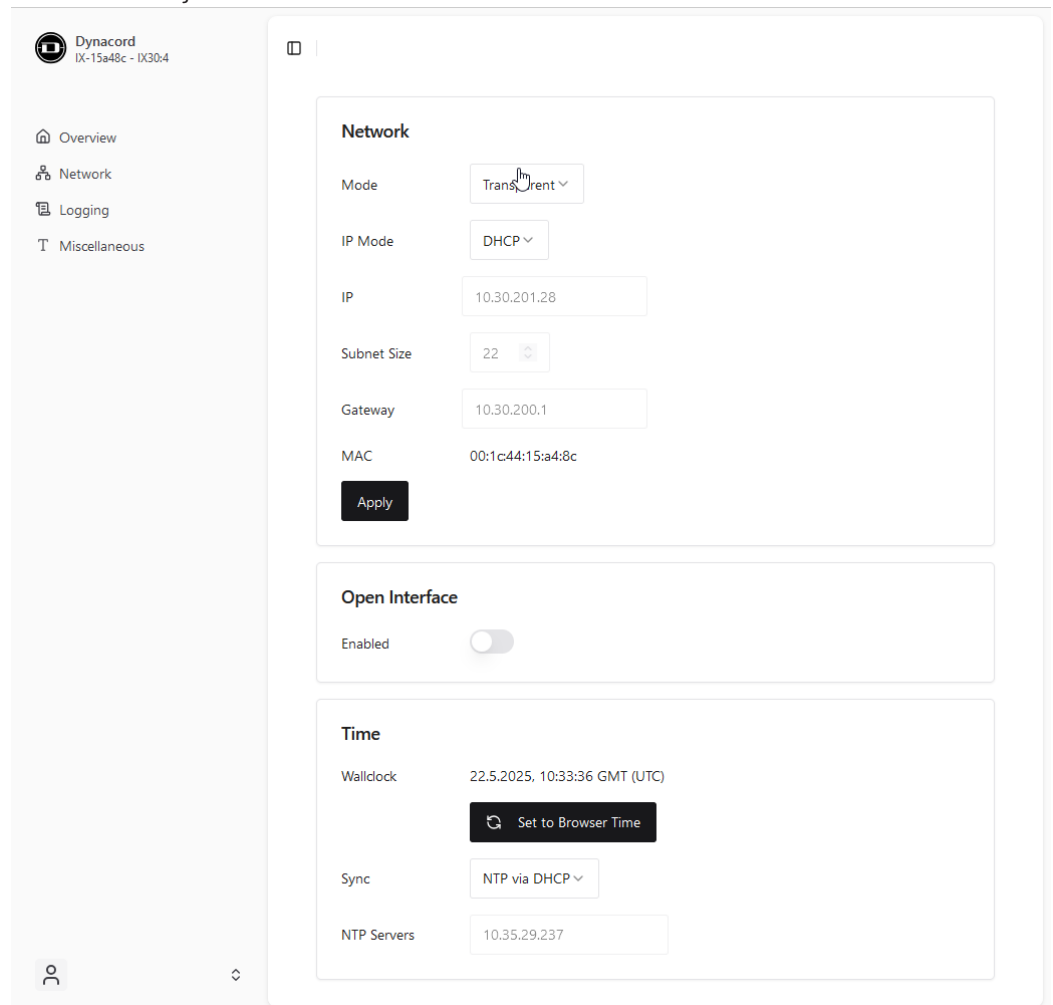 Dynacord
IX-15a48c - IX30:4
Overview
Network
Logging
Miscellaneous
Network
Mode Transparent
IP Mode DHCP
IP 10.30.201.28
Subnet Size 22
Gateway 10.30.200.1
MAC 00:1c:44:15:a4:8c
Apply
Open Interface
Enabled
Time
Wallclock 22.5.2025, 10:33:36 GMT (UTC)
Set to Browser Time
Sync NTP via DHCP
NTP Servers 10.35.29.237